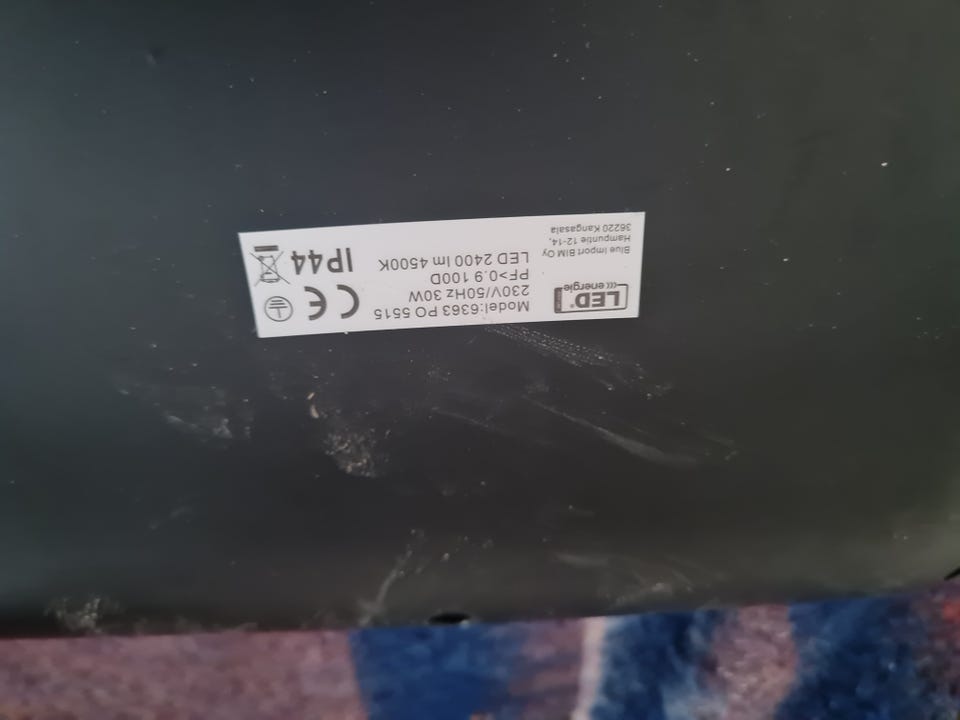 LED®
energie
Blue Import BIM Oy
Hampuntie 12-14,
36220 Kangasala
Model:6363 PO 5515
230V/50Hz 30W
PF>0.9 100D
LED 2400 lm 4500K
CE
IP44